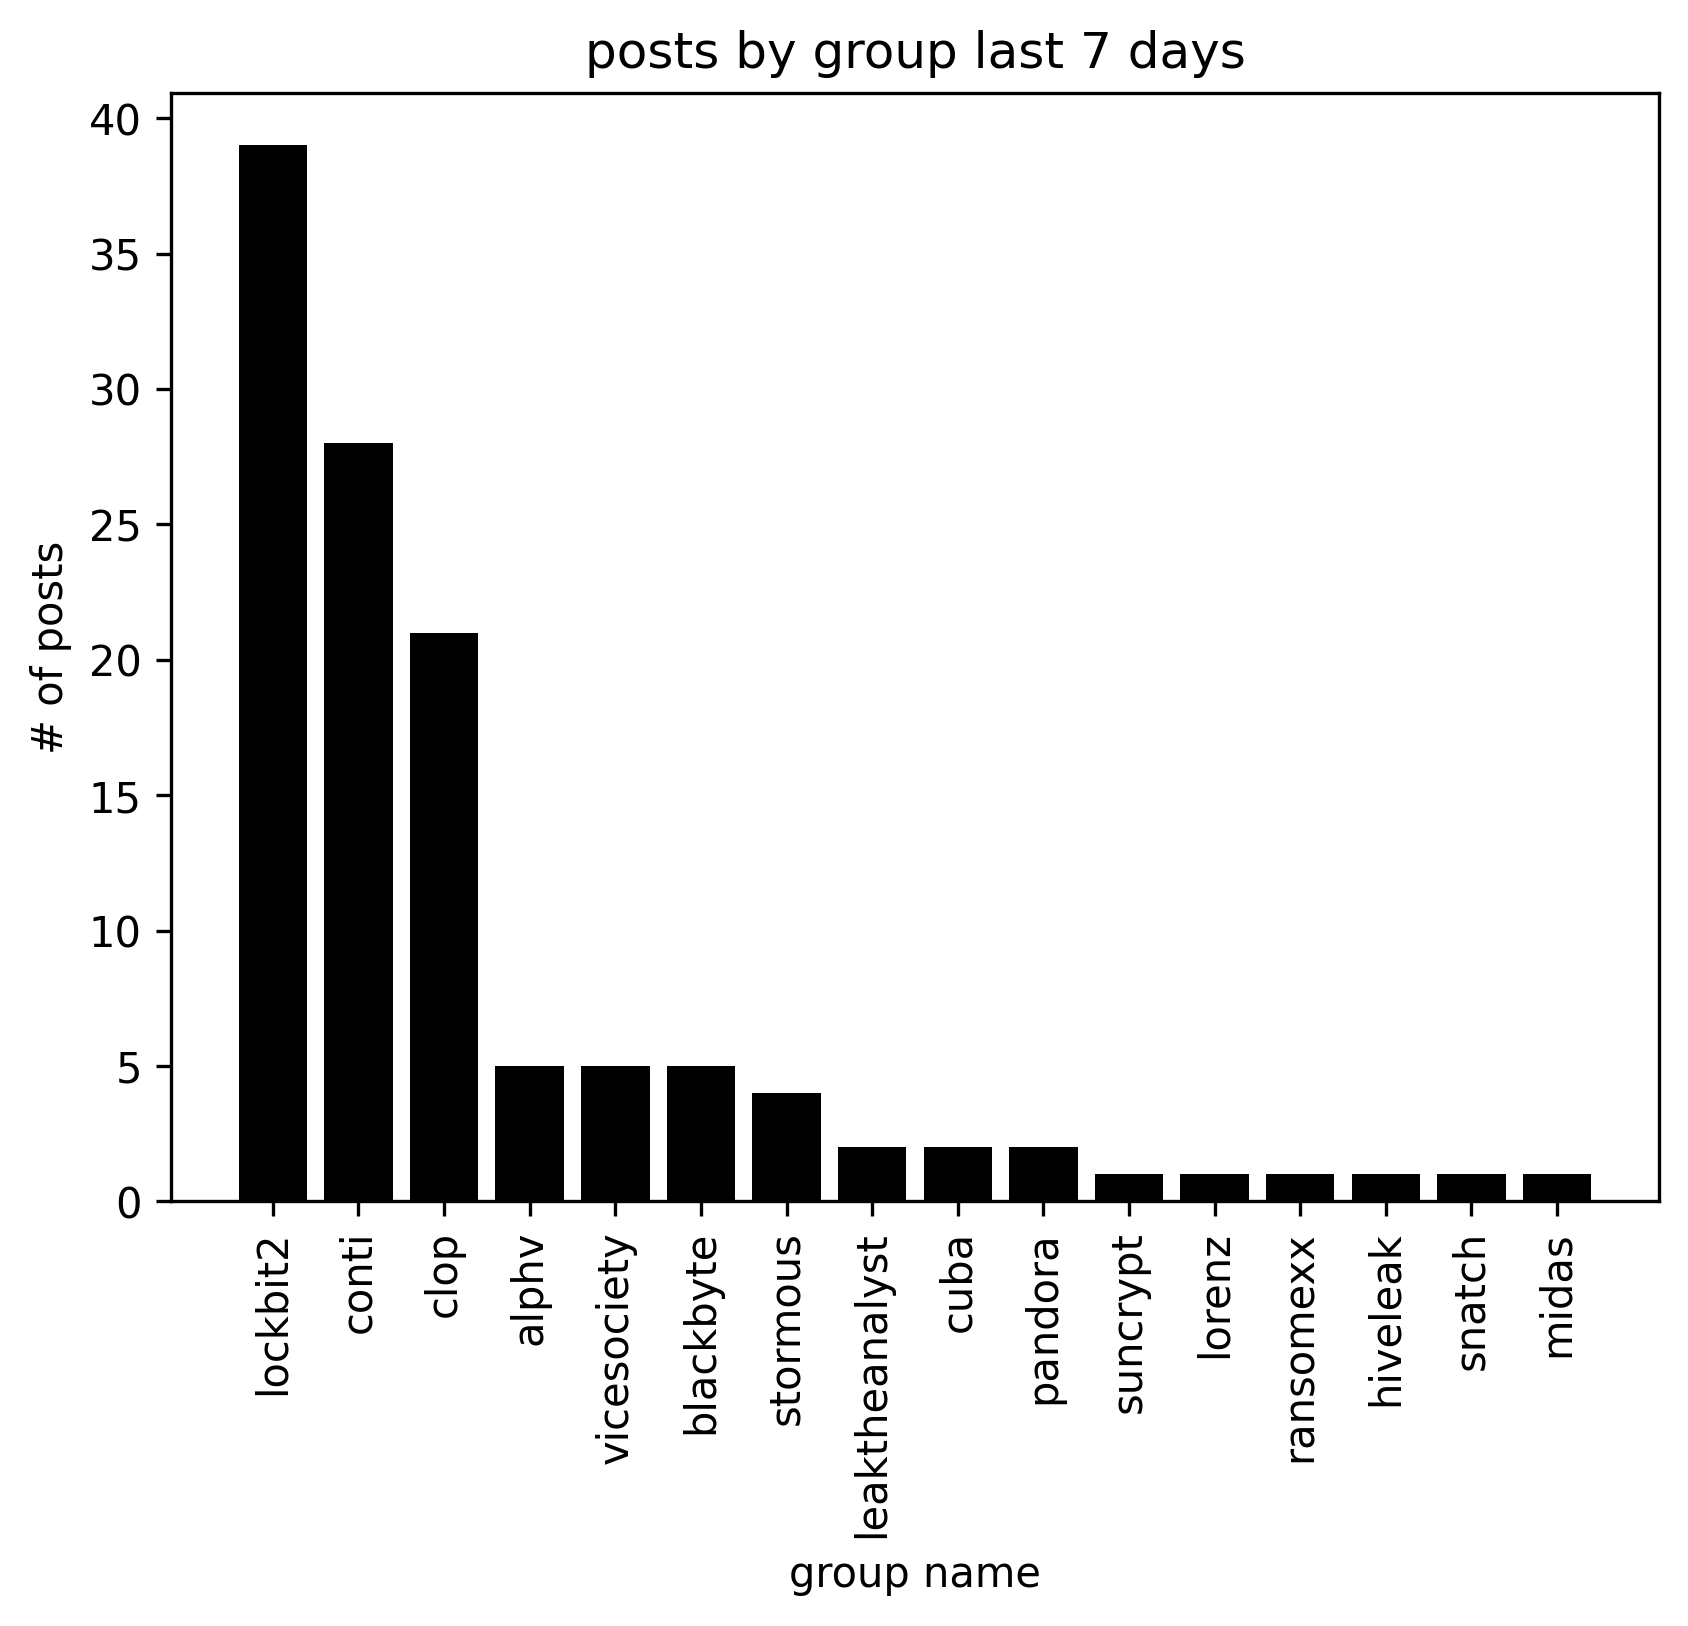 posts by group last 7 days
# of posts
40
35
30
25
20
15
10
5
0
lockbit2
conti
clop
alphv
vicesociety
blackbyte
stormous
leaktheanalyst
cuba
pandora
suncrypt
lorenz
ransomexx
hiveleak
snatch
midas
group name